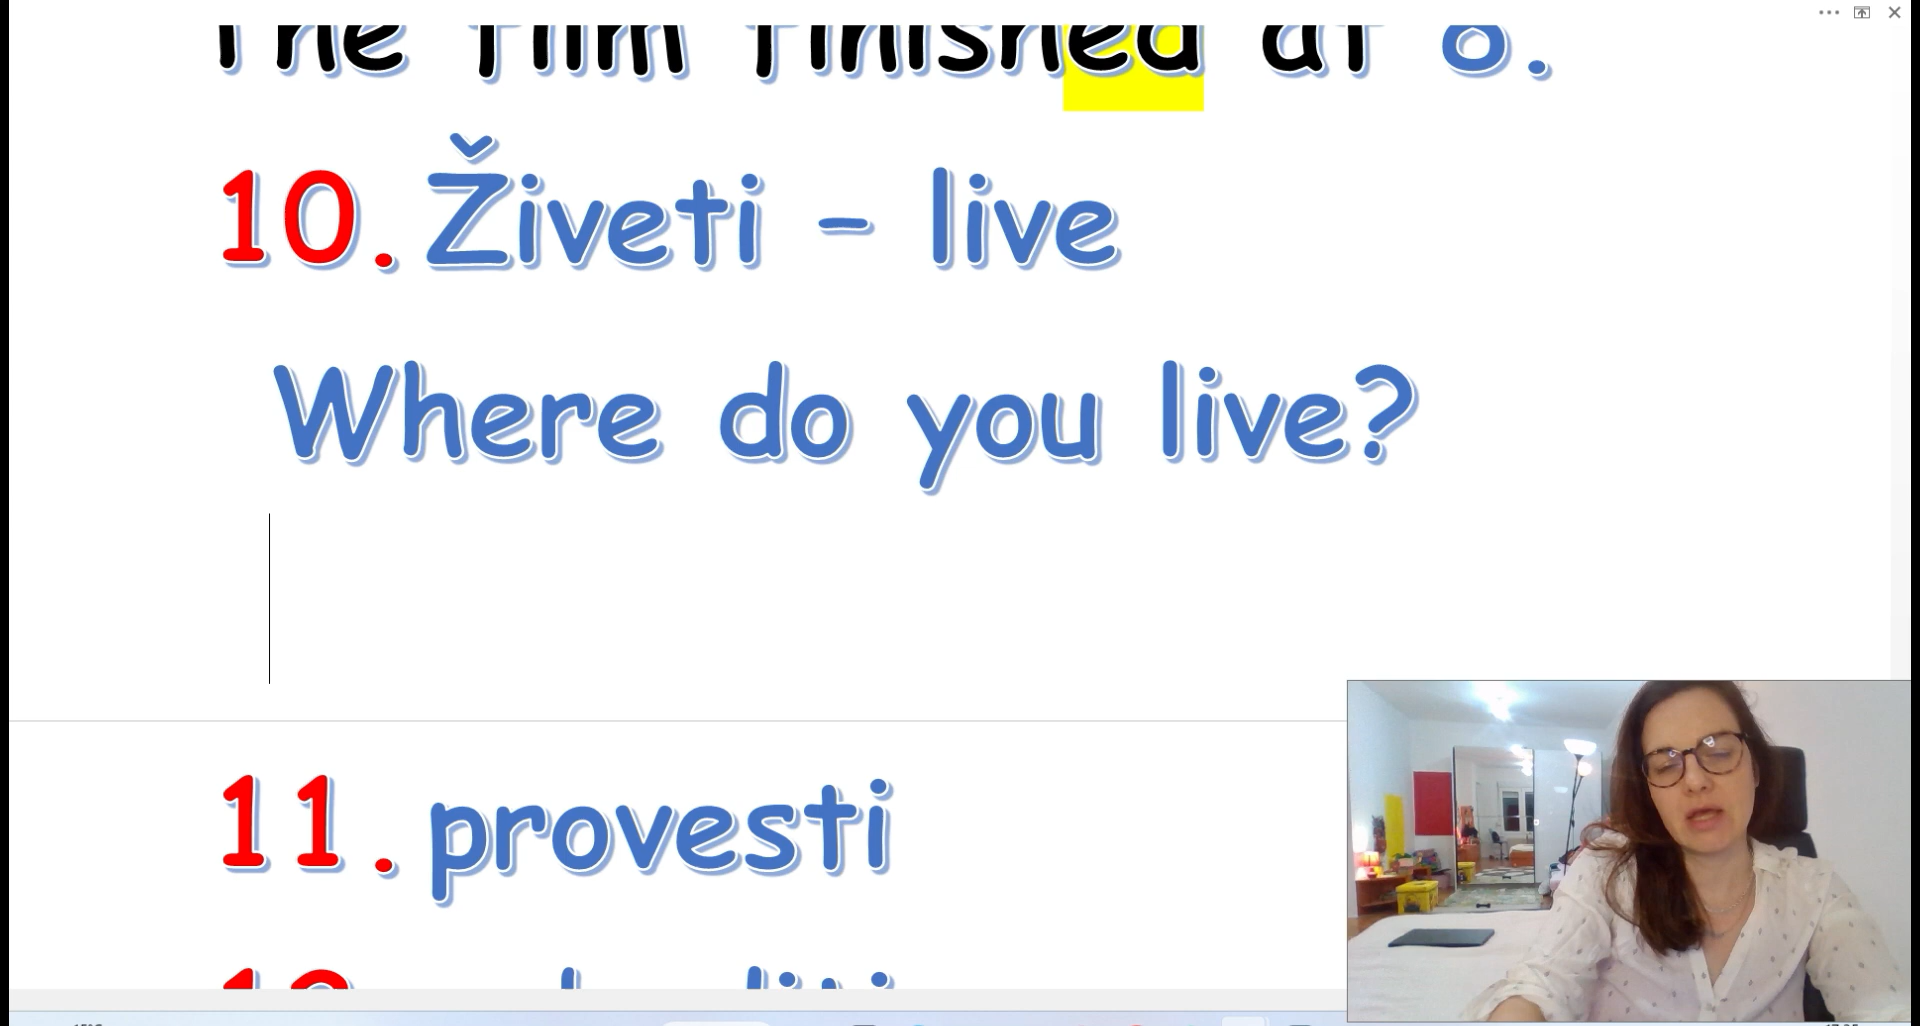 The film finished at 8.
10. Živeti - live
Where do you live?
11. provesti